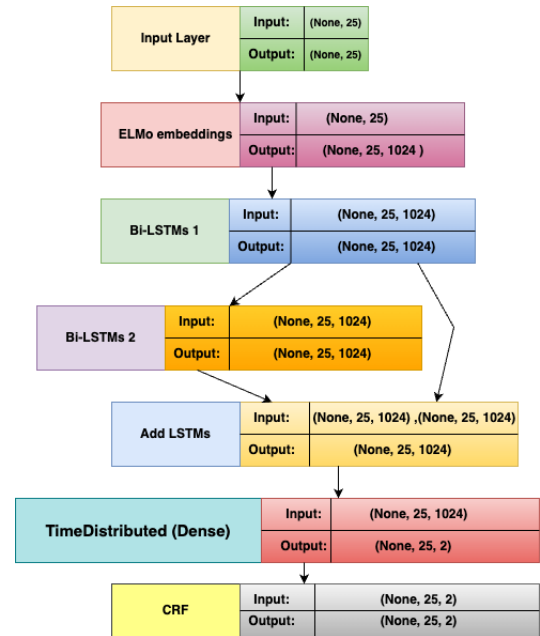 Input Layer
Input: (None, 25)
Output: (None, 25)
ELMo embeddings
Input: (None, 25)
Output: (None, 25, 1024 )
Bi-LSTMs 1
Input: (None, 25, 1024)
Output: (None, 25, 1024)
Bi-LSTMs 2
Input: (None, 25, 1024)
Output: (None, 25, 1024)
Add LSTMs
Input: (None, 25, 1024) ,(None, 25, 1024)
Output: (None, 25, 1024)
TimeDistributed (Dense)
Input: (None, 25, 1024)
Output: (None, 25, 2)
CRF
Input: (None, 25, 2)
Output: (None, 25, 2)